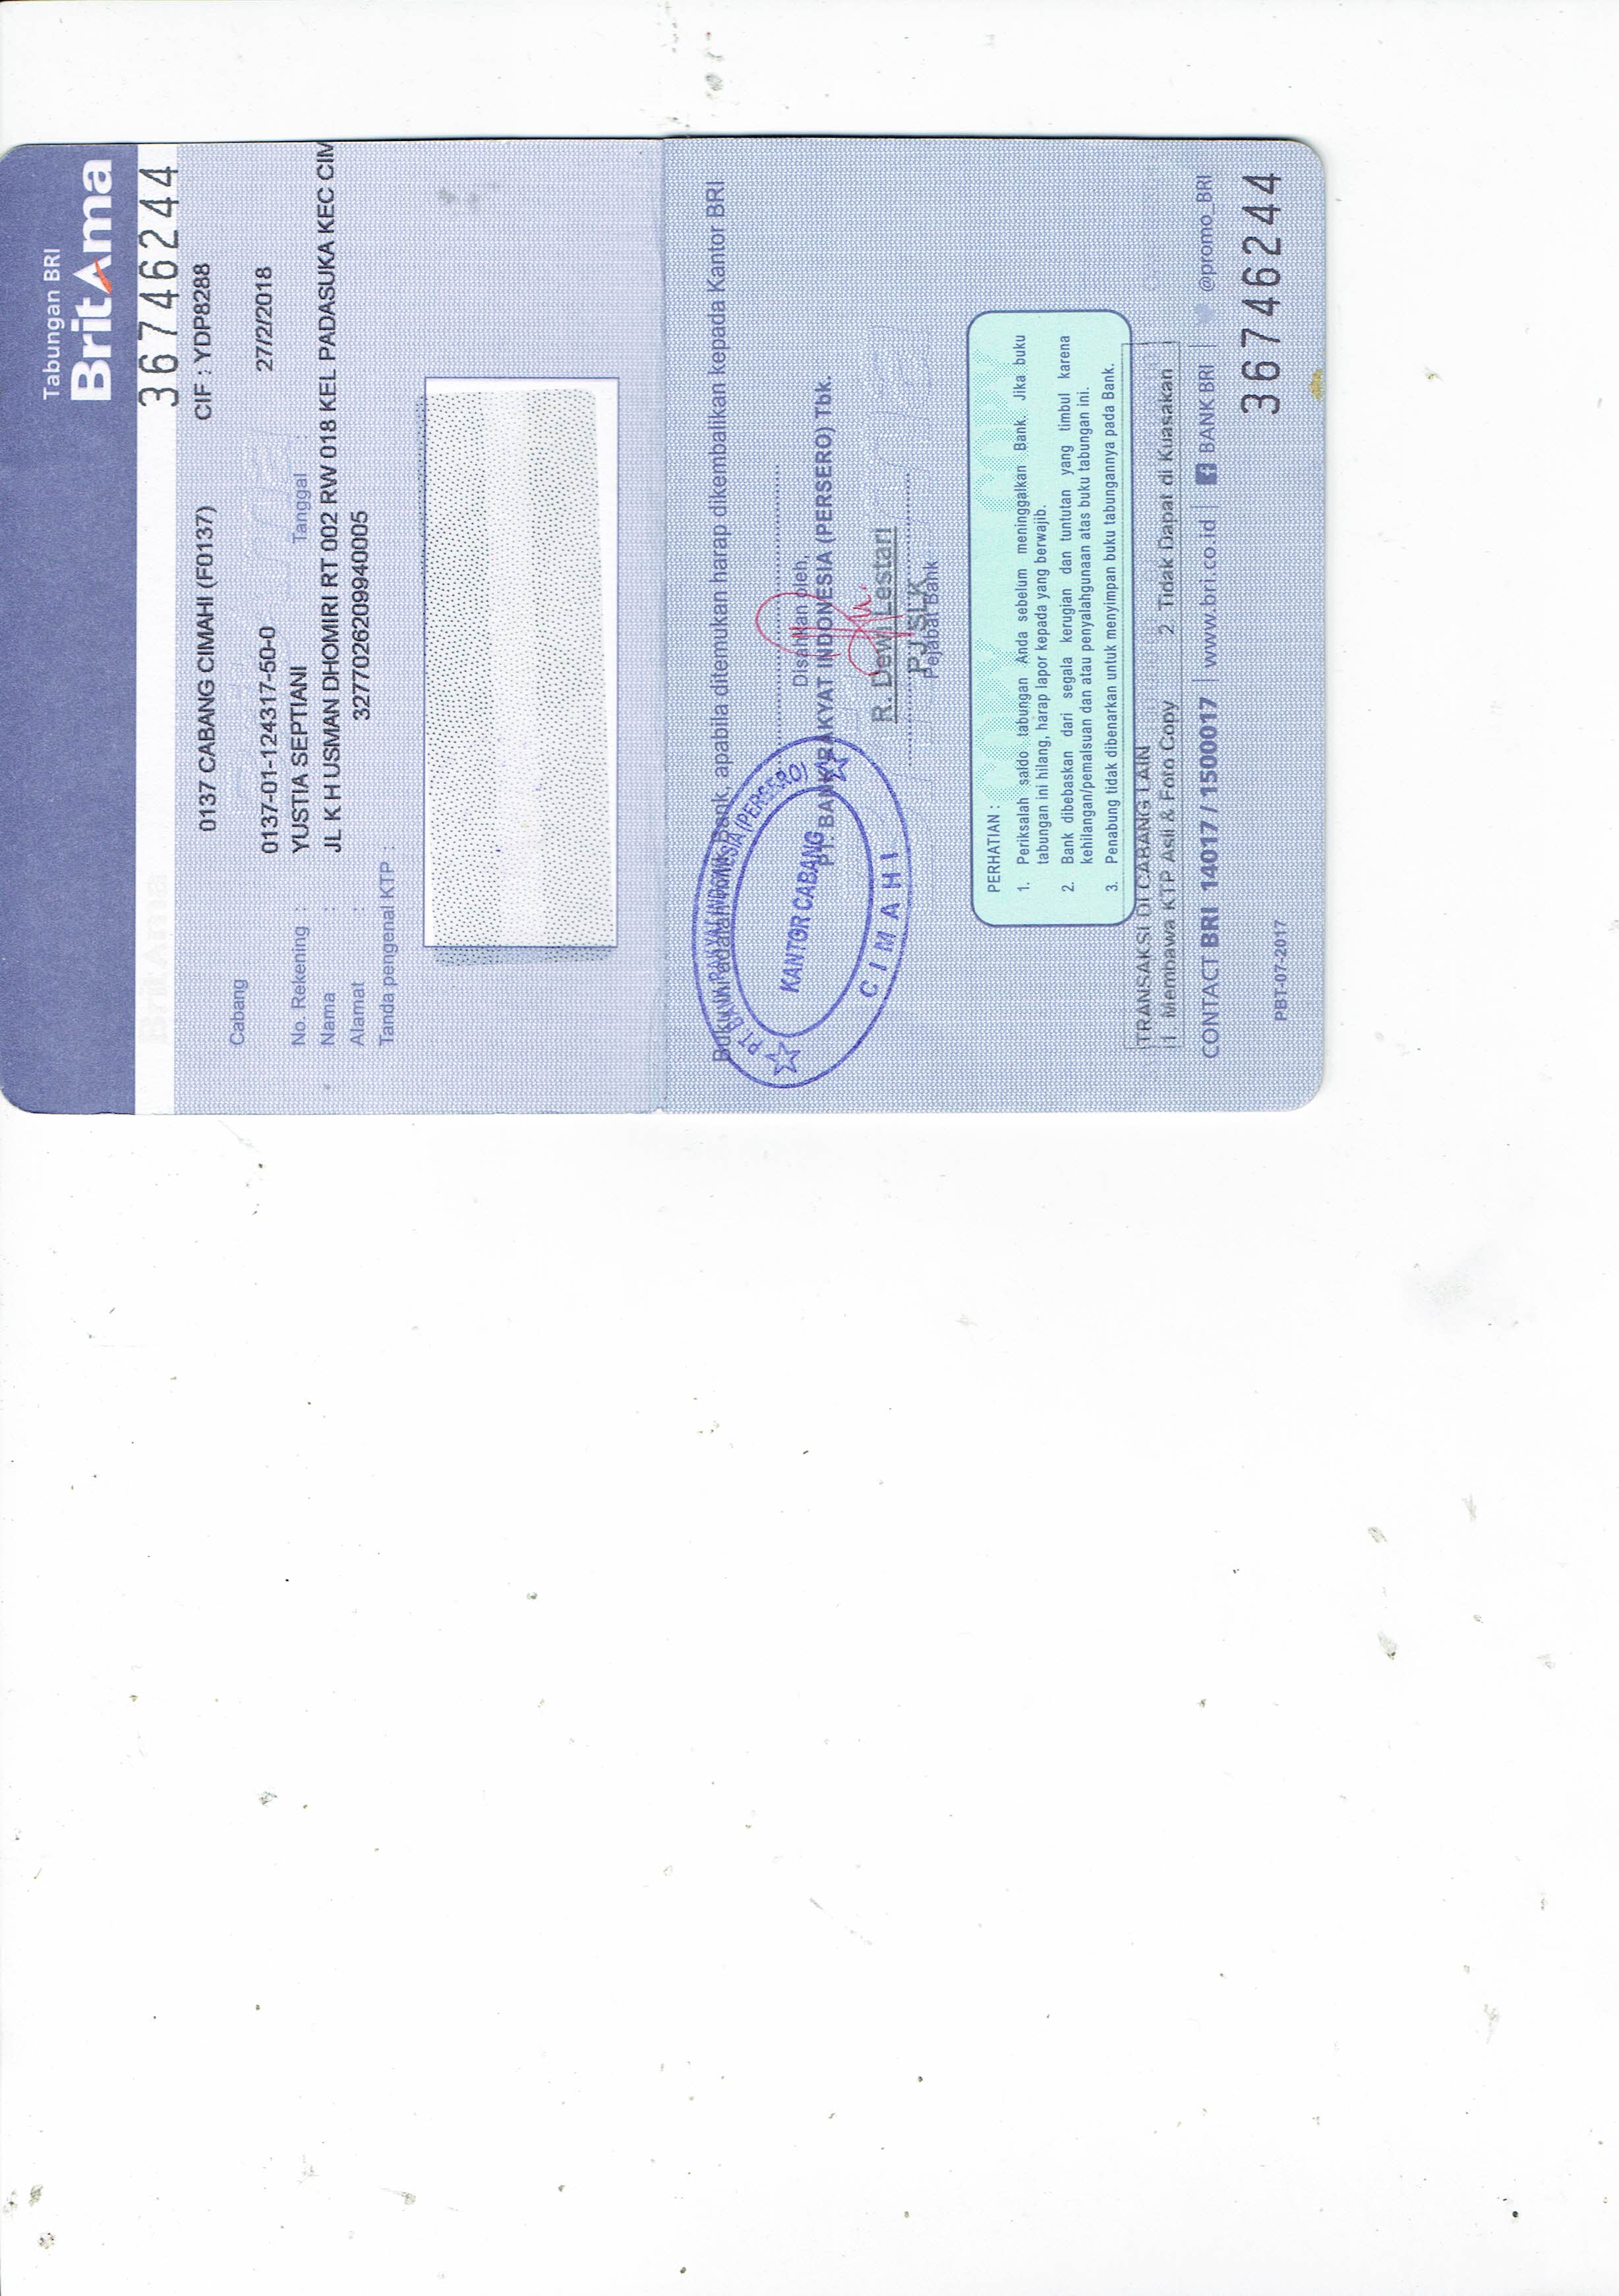 Tabungan BRI
BritAma
36746244
0137 CABANG CIMAHI (F0137) CIF : YDP8288
Cabang
0137-01-124317-50-0 27/2/2018
No. Rekening : Tanggal :
YUSTIA SEPTIANI
Nama :
JL K H USMAN DHOMIRI RT 002 RW 018 KEL PADASUKA KEC CIM
Alamat :
3277026209940005
Tanda pengenal KTP :
Buku ini adalah milik Bank, apabila ditemukan harap dikembalikan kepada Kantor BRI
PT. BANK RAKYAT INDONESIA (PERSERO)
KANTOR CABANG
CIMAHI
Disahkan oleh,
PT. BANK RAKYAT INDONESIA (PERSERO) Tbk.
R. Dewi Lestari
PJ SLK
Pejabat Bank
COPY COPY
PERHATIAN :
1. Periksalah saldo tabungan Anda sebelum meninggalkan Bank. Jika buku
tabungan ini hilang, harap lapor kepada yang berwajib.
2. Bank dibebaskan dari segala kerugian dan tuntutan yang timbul karena
kehilangan/pemalsuan dan atau penyalahgunaan atas buku tabungan ini.
3. Penabung tidak dibenarkan untuk menyimpan buku tabungannya pada Bank.
TRANSAKSI DI CABANG LAIN
1. Membawa KTP Asli & Foto Copy 2 Tidak Dapat di Kuasakan
CONTACT BRI 14017 / 1500017 | www.bri.co.id | BANK BRI | @promo_BRI
36746244
PBT-07-2017